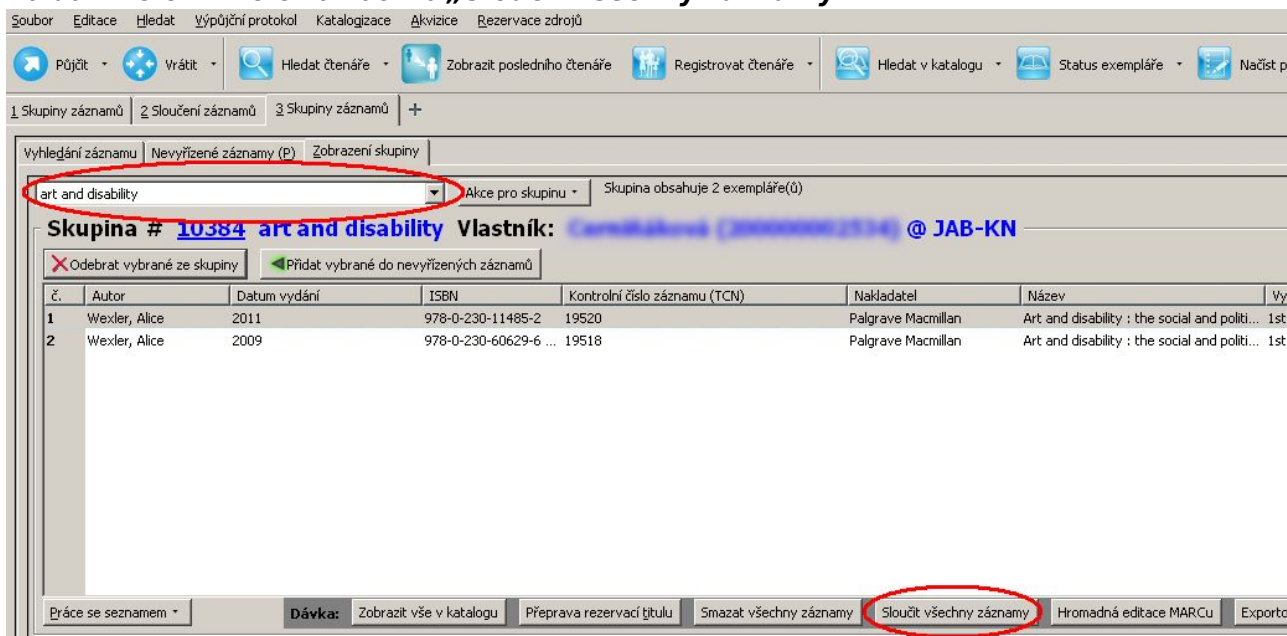 Soubor Editace Hledat Výpůjční protokol Katalogizace Akvizice Rezervace zdrojů
Půjčit Vrátit Hledat čtenáře Zobrazit posledního čtenáře Registrovat čtenáře Hledat v katalogu Status exempláře Načíst p
1 Skupiny záznamů 2 Sloučení záznamů 3 Skupiny záznamů +
Vyhledání záznamu Nevyřízené záznamy (P) Zobrazení skupiny
art and disability Akce pro skupinu Skupina obsahuje 2 exempláře(ů)
Skupina # 10384 art and disability Vlastník: @ JAB-KN
Odebrat vybrané ze skupiny Přidat vybrané do nevyřízených záznamů
č. Autor Datum vydání ISBN Kontrolní číslo záznamu (TCN) Nakladatel Název Vy
1 Wexler, Alice 2011 978-0-230-11485-2 19520 Palgrave Macmillan Art and disability : the social and politi... 1st
2 Wexler, Alice 2009 978-0-230-60629-6 ... 19518 Palgrave Macmillan Art and disability : the social and politi... 1st
Práce se seznamem Dávka: Zobrazit vše v katalogu Přeprava rezervací titulu Smazat všechny záznamy Sloučit všechny záznamy Hromadná editace MARCu Exporto